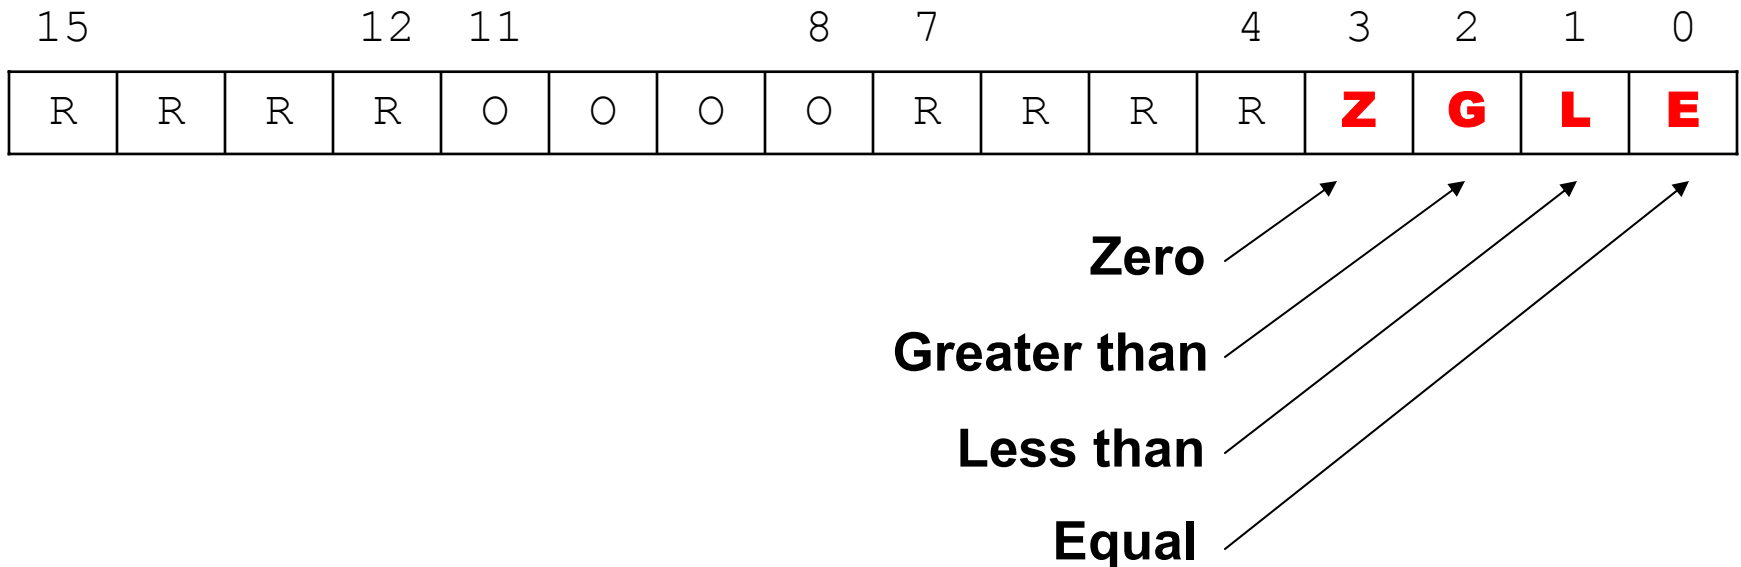 15 12 11 8 7 4 3 2 1 0
R R R R O O O O R R R R Z G L E
Zero
Greater than
Less than
Equal